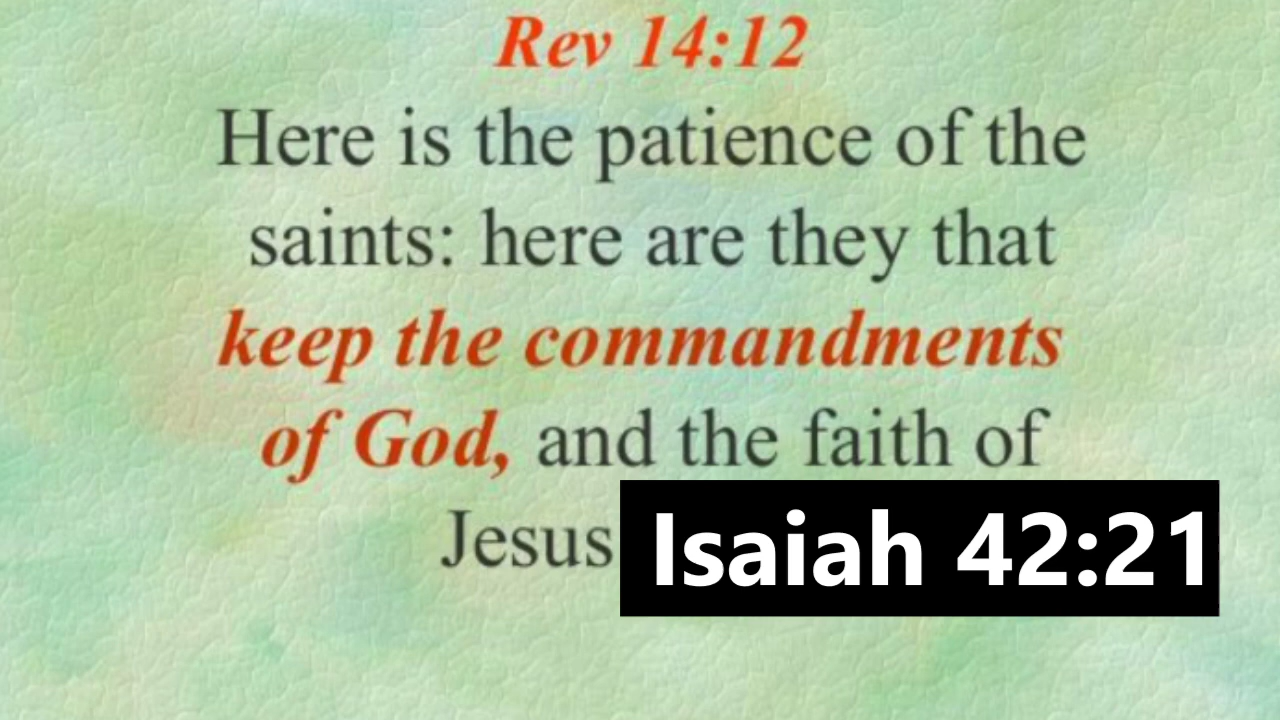 Rev 14:12
Here is the patience of the
saints: here are they that
keep the commandments
of God, and the faith of
Jesus Isaiah 42:21